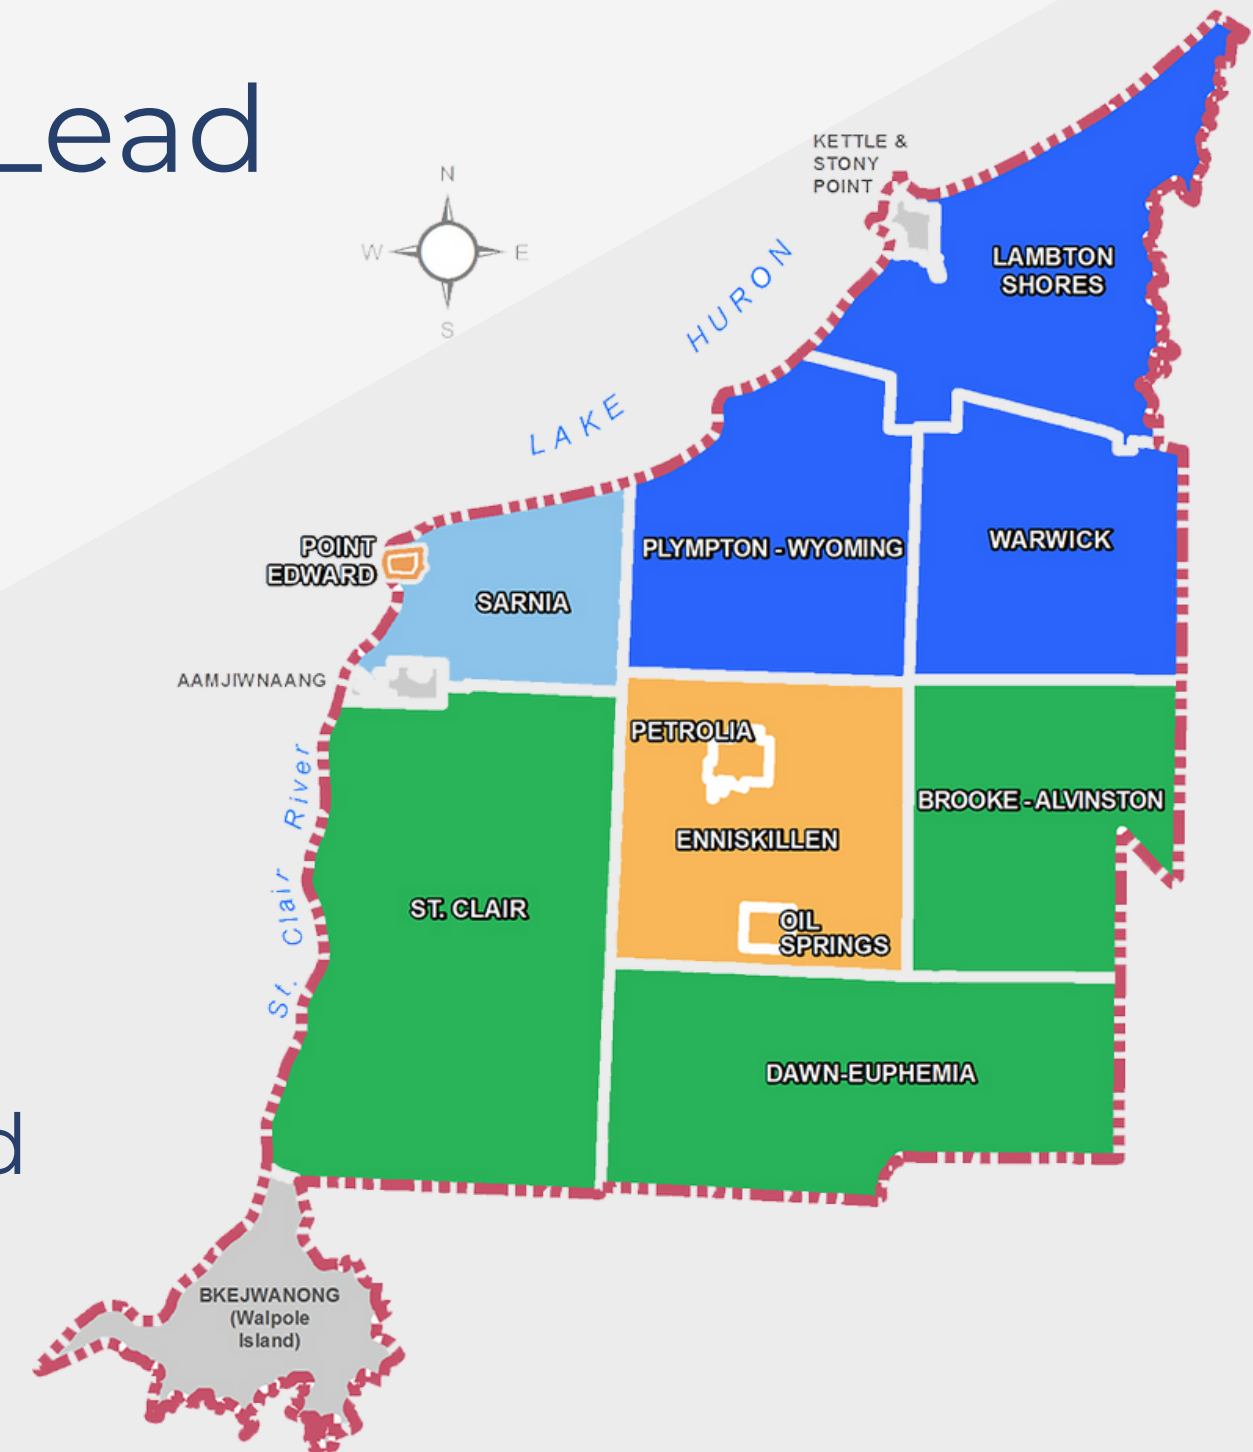 Lead
N
W
E
S
KETTLE &
STONY
POINT
LAMBTON
SHORES
LAKE HURON
POINT
EDWARD
SARNIA
PLYMPTON - WYOMING
WARWICK
AAMJIWNAANG
PETROLIA
BROOKE - ALVINSTON
ENNISKILLEN
St. Clair River
ST. CLAIR
OIL
SPRINGS
DAWN-EUPHEMIA
d
BKEJWANONG
(Walpole
Island)